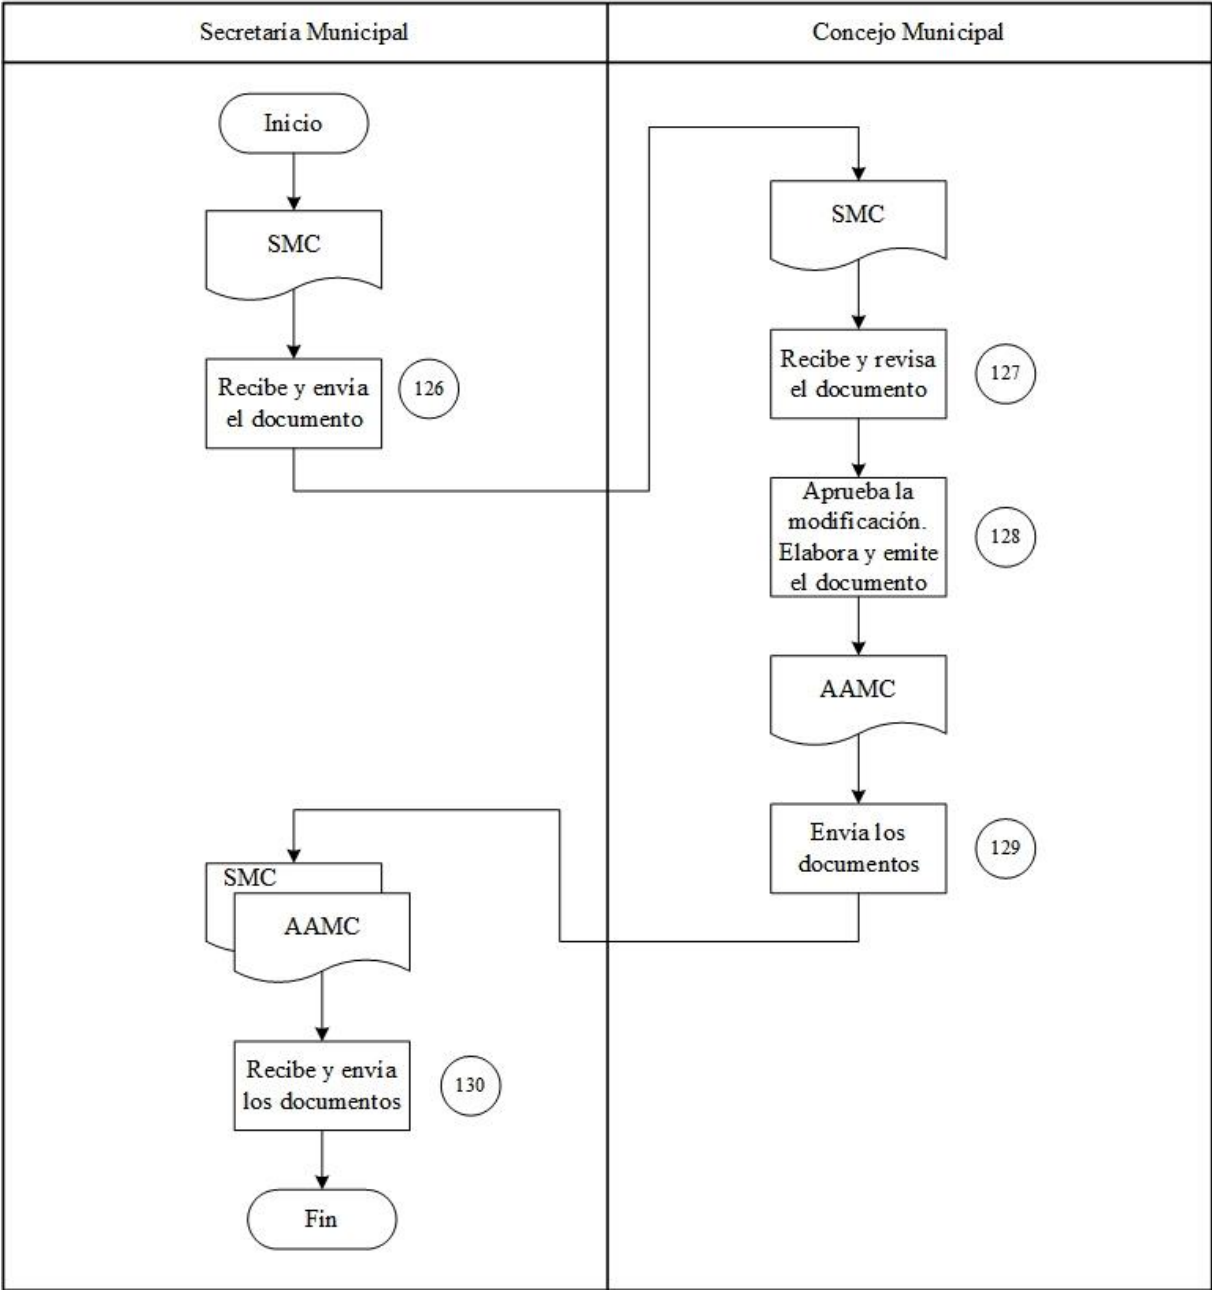 Secretaría Municipal
Concejo Municipal
Inicio
SMC
Recibe y envía
el documento
126
SMC
Recibe y revisa
el documento
127
Aprueba la
modificación.
Elabora y emite
el documento
128
AAMC
Envía los
documentos
129
SMC
AAMC
Recibe y envía
los documentos
130
Fin